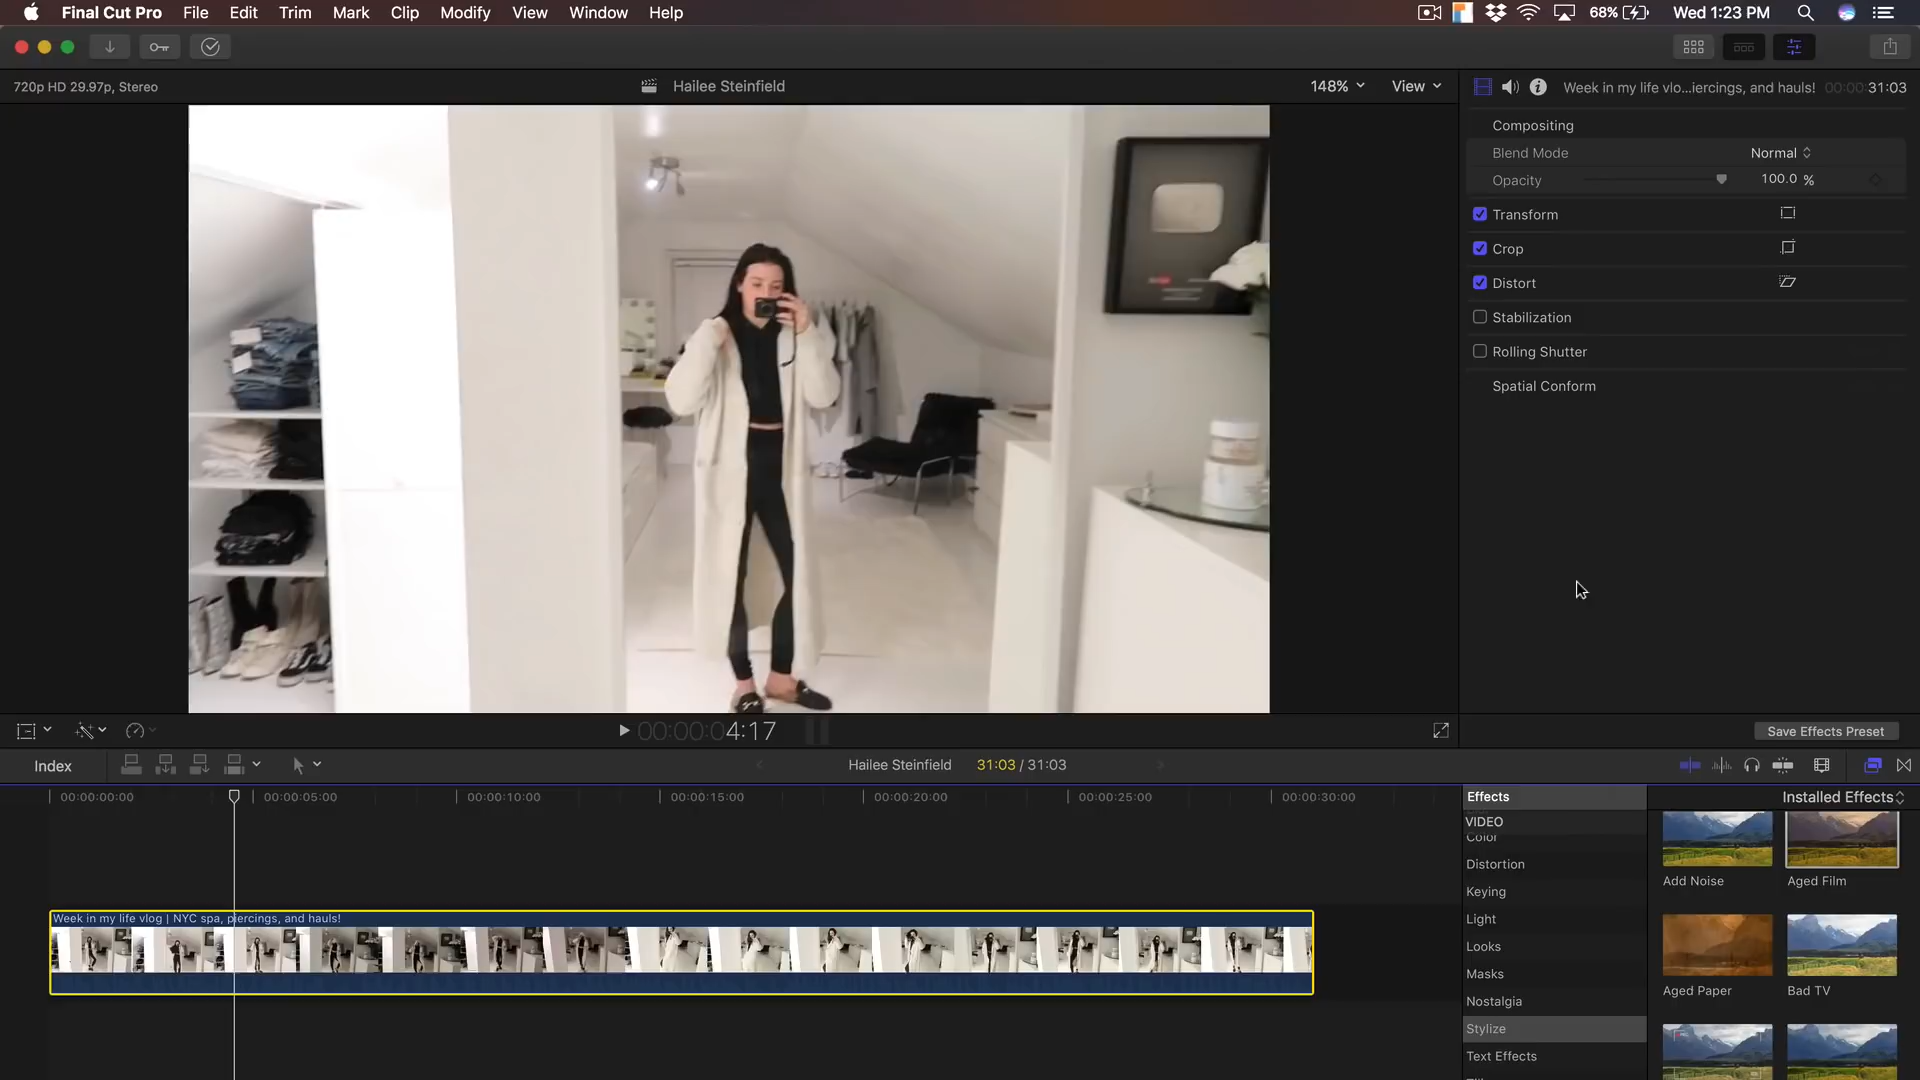 Final Cut Pro File Edit Trim Mark Clip Modify View Window Help 68% Wed 1:23 PM
720p HD 29.97p, Stereo
Hailee Steinfield
148% View
Week in my life vlo...iercings, and hauls! 00:00:31:03
Compositing
Blend Mode Normal
Opacity 100.0 %
Transform
Crop
Distort
Stabilization
Rolling Shutter
Spatial Conform
00:00:04:17
Save Effects Preset
Index
Hailee Steinfield 31:03 / 31:03
00:00:00:00 00:00:05:00 00:00:10:00 00:00:15:00 00:00:20:00 00:00:25:00 00:00:30:00
Week in my life vlog | NYC spa, piercings, and hauls!
Effects
Installed Effects
VIDEO
Color
Distortion
Keying
Light
Looks
Masks
Nostalgia
Stylize
Text Effects
Add Noise
Aged Film
Aged Paper
Bad TV